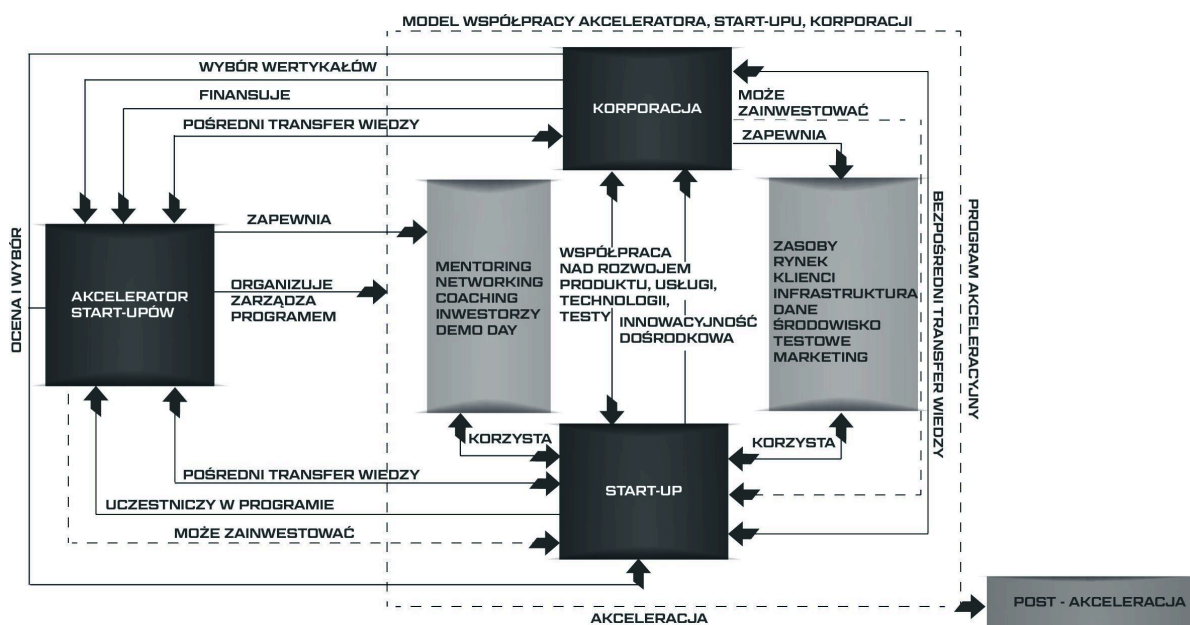 MODEL WSPÓŁPRACY AKCELERATORA, START-UPU, KORPORACJI
WYBÓR WERTYKAŁÓW
FINANSUJE
POŚREDNI TRANSFER WIEDZY
KORPORACJA
MOŻE
ZAINWESTOWAĆ
ZAPEWNIA
OCENA I WYBÓR
AKCELERATOR
START-UPÓW
ZAPEWNIA
ORGANIZUJE
ZARZĄDZA
PROGRAMEM
MENTORING
NETWORKING
COACHING
INWESTORZY
DEMO DAY
WSPÓŁPRACA
NAD ROZWOJEM
PRODUKTU, USŁUGI,
TECHNOLOGII,
TESTY
INNOWACYJNOŚĆ
DOŚRODKOWA
ZASOBY
RYNEK
KLIENCI
INFRASTRUKTURA
DANE
ŚRODOWISKO
TESTOWE
MARKETING
BEZPOŚREDNI TRANSFER WIEDZY
PROGRAM AKCELERACYJNY
KORZYSTA
KORZYSTA
POŚREDNI TRANSFER WIEDZY
START-UP
UCZESTNICZY W PROGRAMIE
MOŻE ZAINWESTOWAĆ
AKCELERACJA
POST - AKCELERACJA